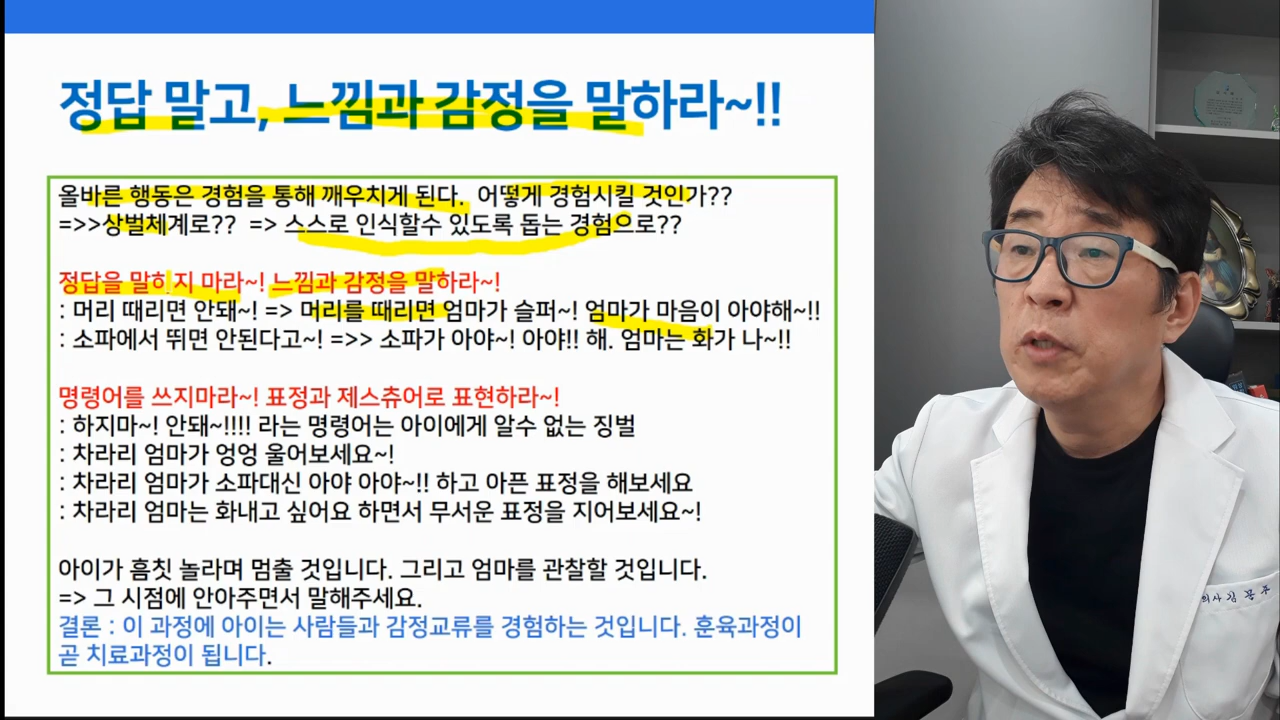 정답 말고, 느낌과 감정을 말하라~!!
올바른 행동은 경험을 통해 깨우치게 된다. 어떻게 경험시킬 것인가??
=>>상벌체계로?? => 스스로 인식할수 있도록 돕는 경험으로??
정답을 말하지 마라~! 느낌과 감정을 말하라~!
: 머리 때리면 안돼~! => 머리를 때리면 엄마가 슬퍼~! 엄마가 마음이 아야해~!!
: 소파에서 뛰면 안된다고~! =>> 소파가 아야~! 아야!! 해. 엄마는 화가 나~!!
명령어를 쓰지마라~! 표정과 제스츄어로 표현하라~!
: 하지마~! 안돼~!!!! 라는 명령어는 아이에게 알수 없는 징벌
: 차라리 엄마가 엉엉 울어보세요~!
: 차라리 엄마가 소파대신 아야 아야~!! 하고 아픈 표정을 해보세요
: 차라리 엄마는 화내고 싶어요 하면서 무서운 표정을 지어보세요~!
아이가 흠칫 놀라며 멈출 것입니다. 그리고 엄마를 관찰할 것입니다.
=> 그 시점에 안아주면서 말해주세요.
결론 : 이 과정에 아이는 사람들과 감정교류를 경험하는 것입니다. 훈육과정이
곧 치료과정이 됩니다.